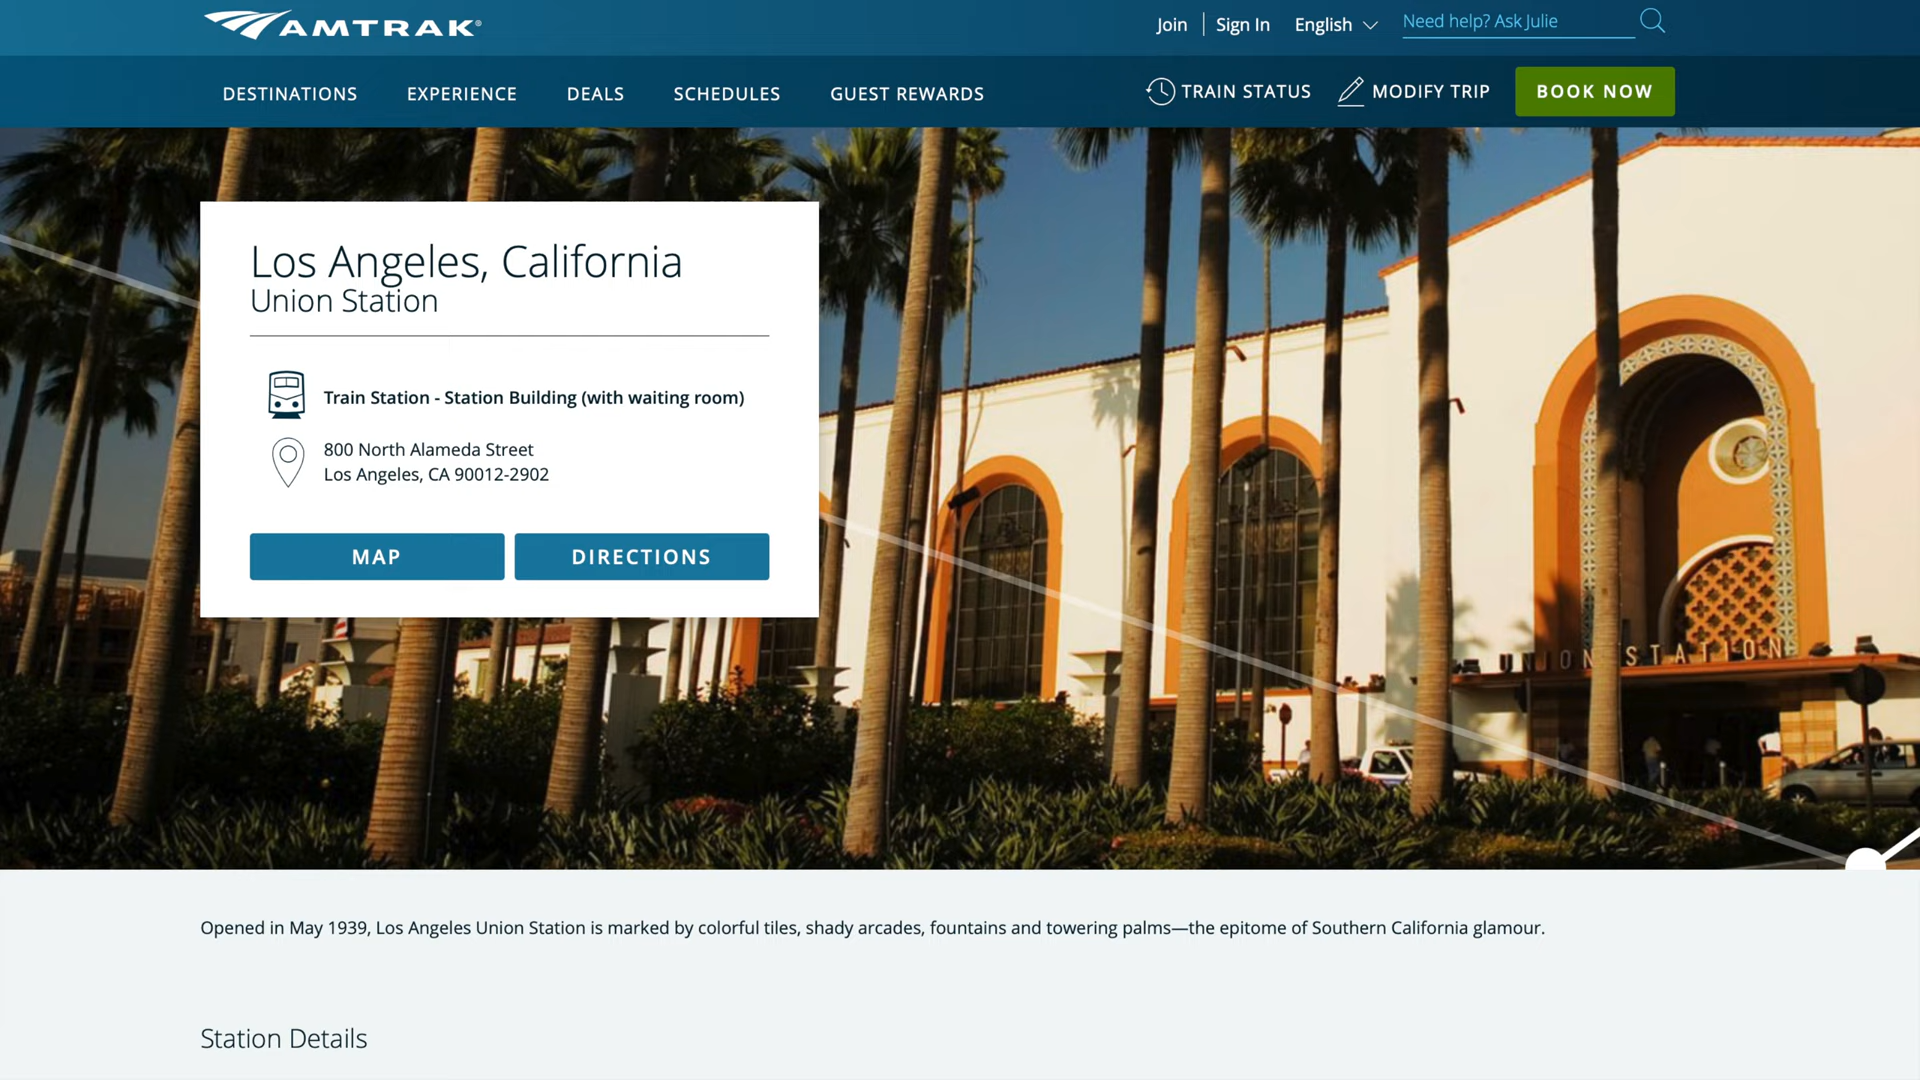 AMTRAK®
Join
Sign In
English
Need help? Ask Julie
DESTINATIONS
EXPERIENCE
DEALS
SCHEDULES
GUEST REWARDS
TRAIN STATUS
MODIFY TRIP
BOOK NOW
Los Angeles, California
Union Station
Train Station - Station Building (with waiting room)
800 North Alameda Street
Los Angeles, CA 90012-2902
MAP
DIRECTIONS
UNION STATION
Opened in May 1939, Los Angeles Union Station is marked by colorful tiles, shady arcades, fountains and towering palms—the epitome of Southern California glamour.
Station Details